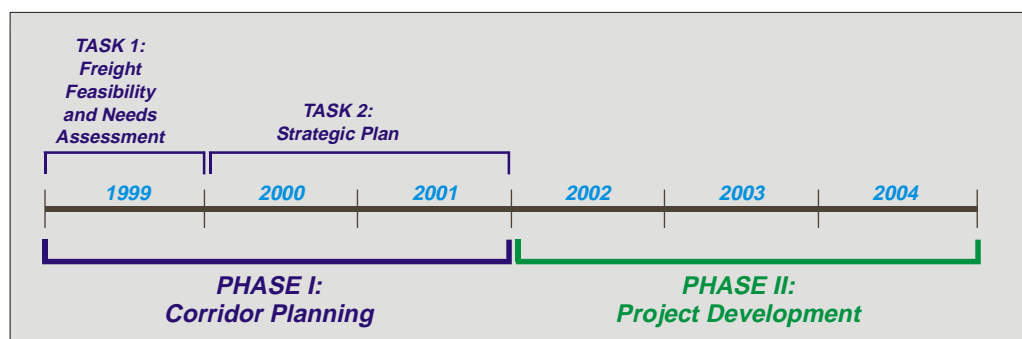 TASK 1:
Freight
Feasibility
and Needs
Assessment
TASK 2:
Strategic Plan
1999
2000
2001
2002
2003
2004
PHASE I:
Corridor Planning
PHASE II:
Project Development